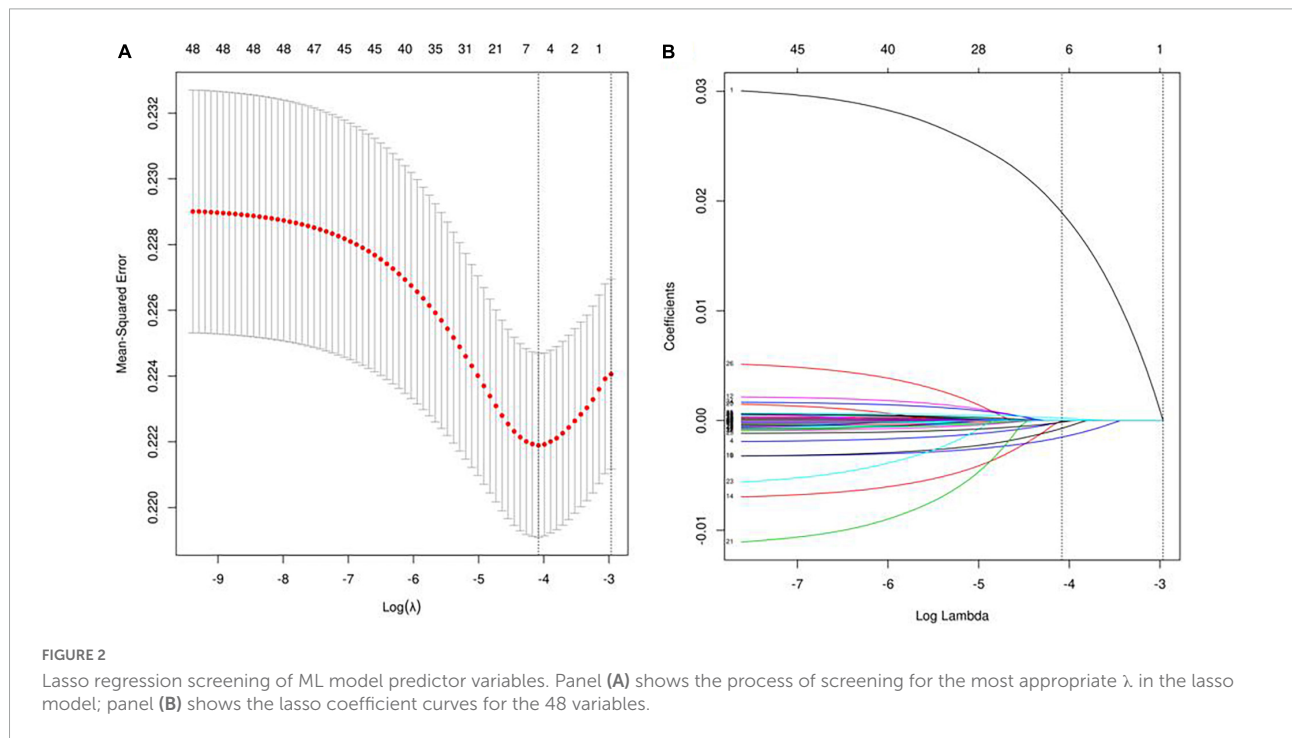 A
48 48 48 48 47 45 45 40 35 31 21 7 4 2 1
Mean-Squared Error
0.232
0.230
0.228
0.226
0.224
0.222
0.220
-9 -8 -7 -6 -5 -4 -3
Log(λ)
B
45 40 28 6 1
Coefficients
0.03
0.02
0.01
0.00
-0.01
1
26
4
23
14
21
-7 -6 -5 -4 -3
Log Lambda
FIGURE 2
Lasso regression screening of ML model predictor variables. Panel (A) shows the process of screening for the most appropriate λ in the lasso
model; panel (B) shows the lasso coefficient curves for the 48 variables.